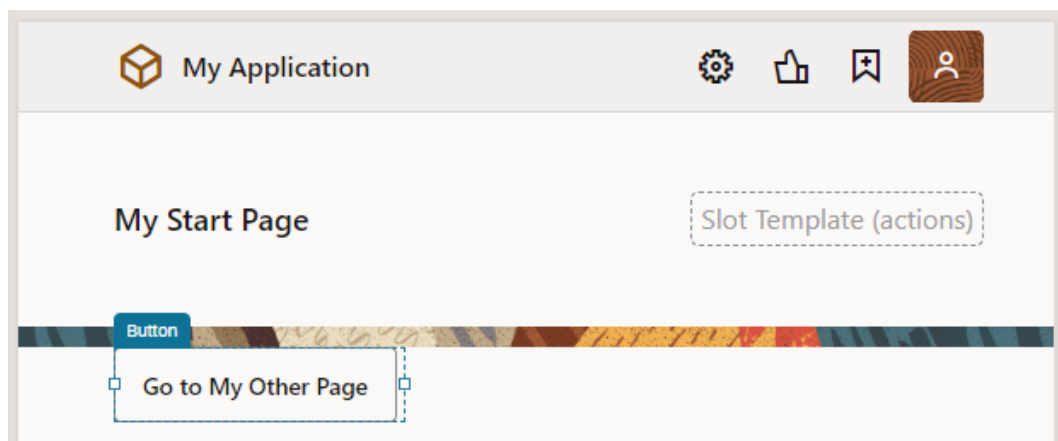 My Application
My Start Page
Slot Template (actions)
Button
Go to My Other Page